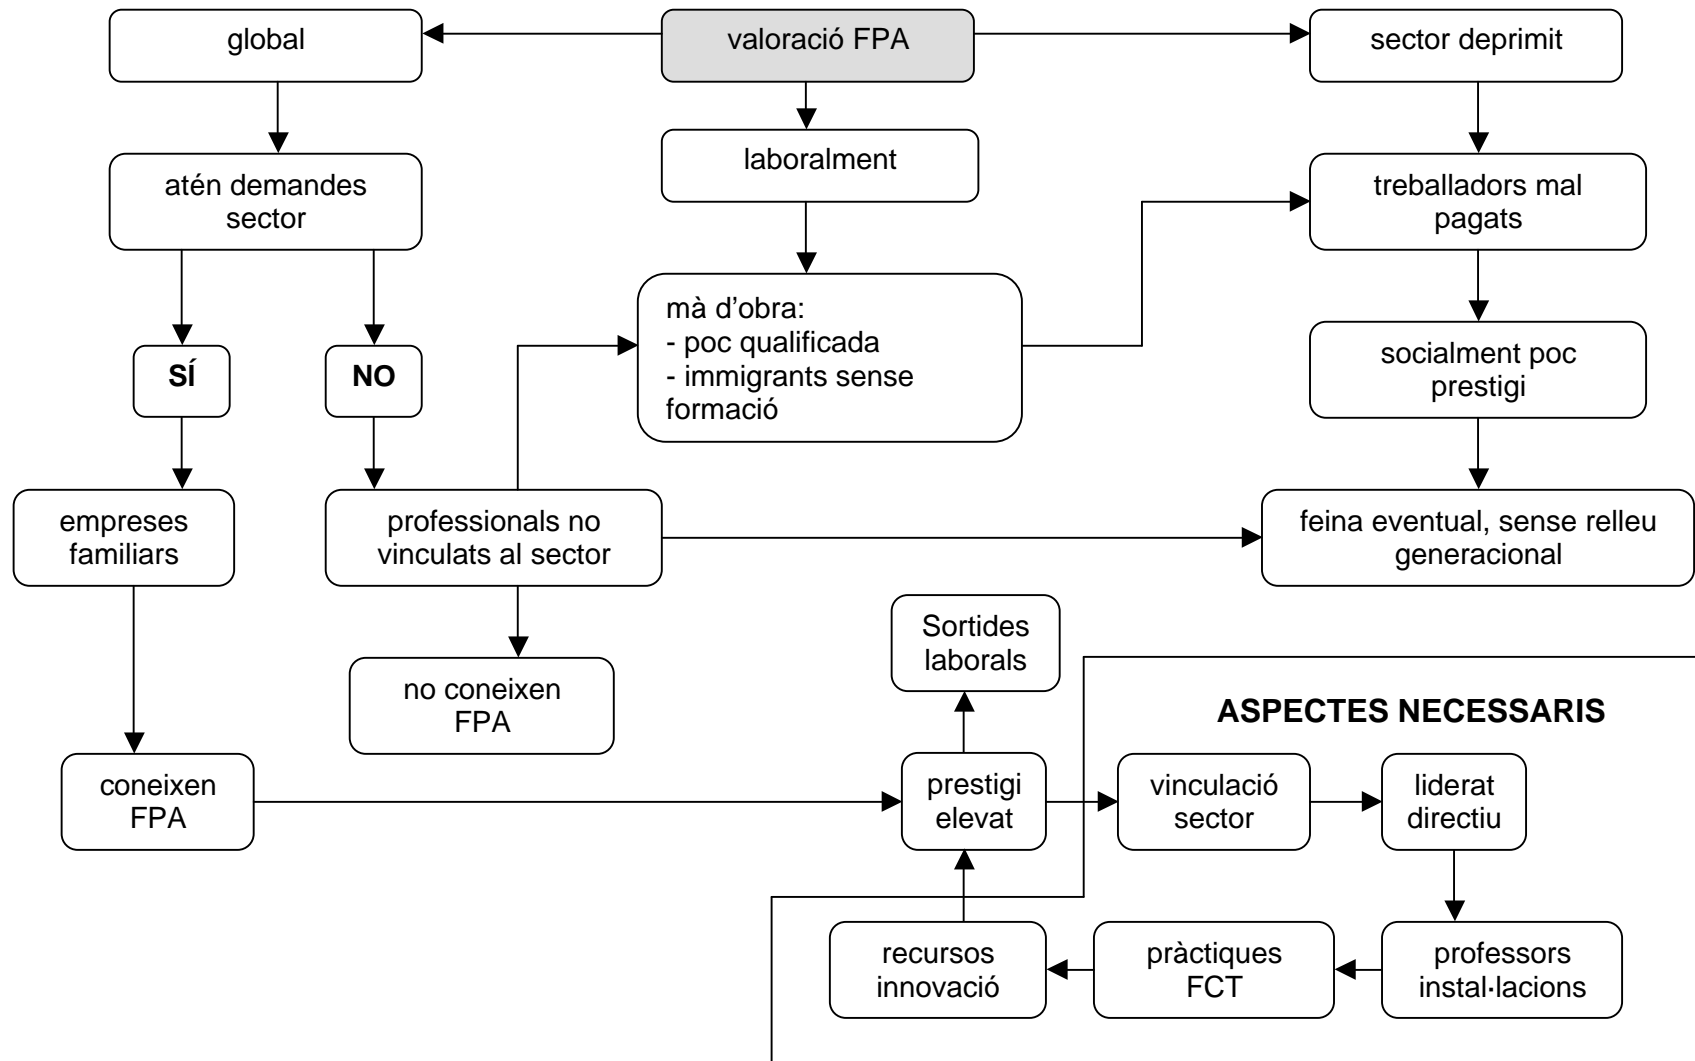 global
valoració FPA
sector deprimit
laboralment
atén demandes
sector
treballadors mal
pagats
mà d’obra:
- poc qualificada
- immigrants sense
formació
SÍ
NO
socialment poc
prestigi
empreses
familiars
professionals no
vinculats al sector
feina eventual, sense relleu
generacional
Sortides
laborals
no coneixen
FPA
ASPECTES NECESSARIS
coneixen
FPA
prestigi
elevat
vinculació
sector
liderat
directiu
recursos
innovació
pràctiques
FCT
professors
instal·lacions